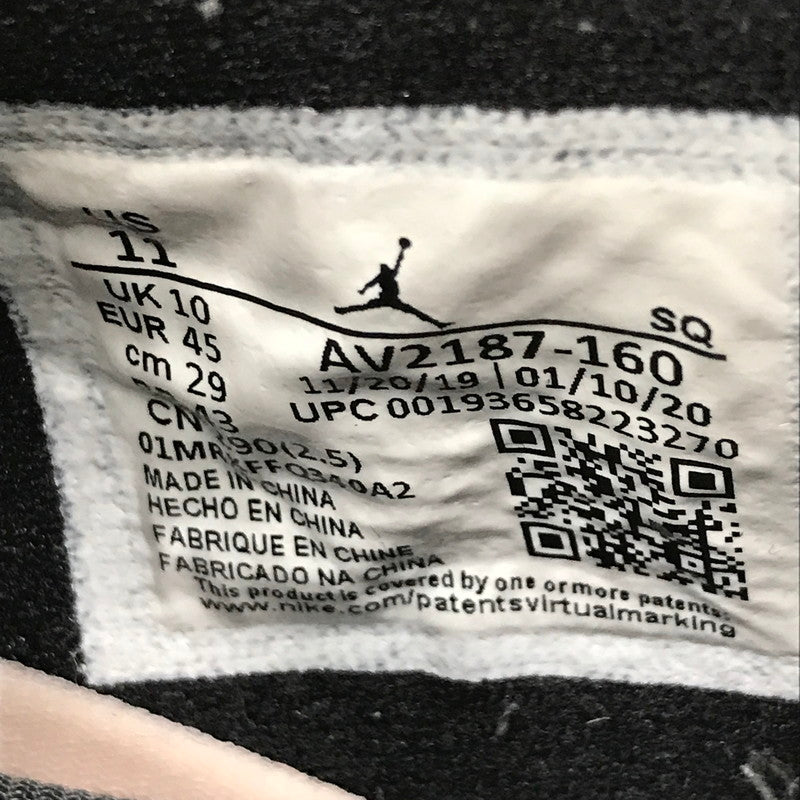 US
11
SQ
UK 10
EUR 45
cm 29
AV2187-160
11/20/19 | 01/10/20
UPC 00193658223270
MADE IN CHINA
HECHO EN CHINA
FABRIQUE EN CHINE
FABRICADO NA CHINA
This product is covered by one or more patents.
www.nike.com/patentsvirtualmarking